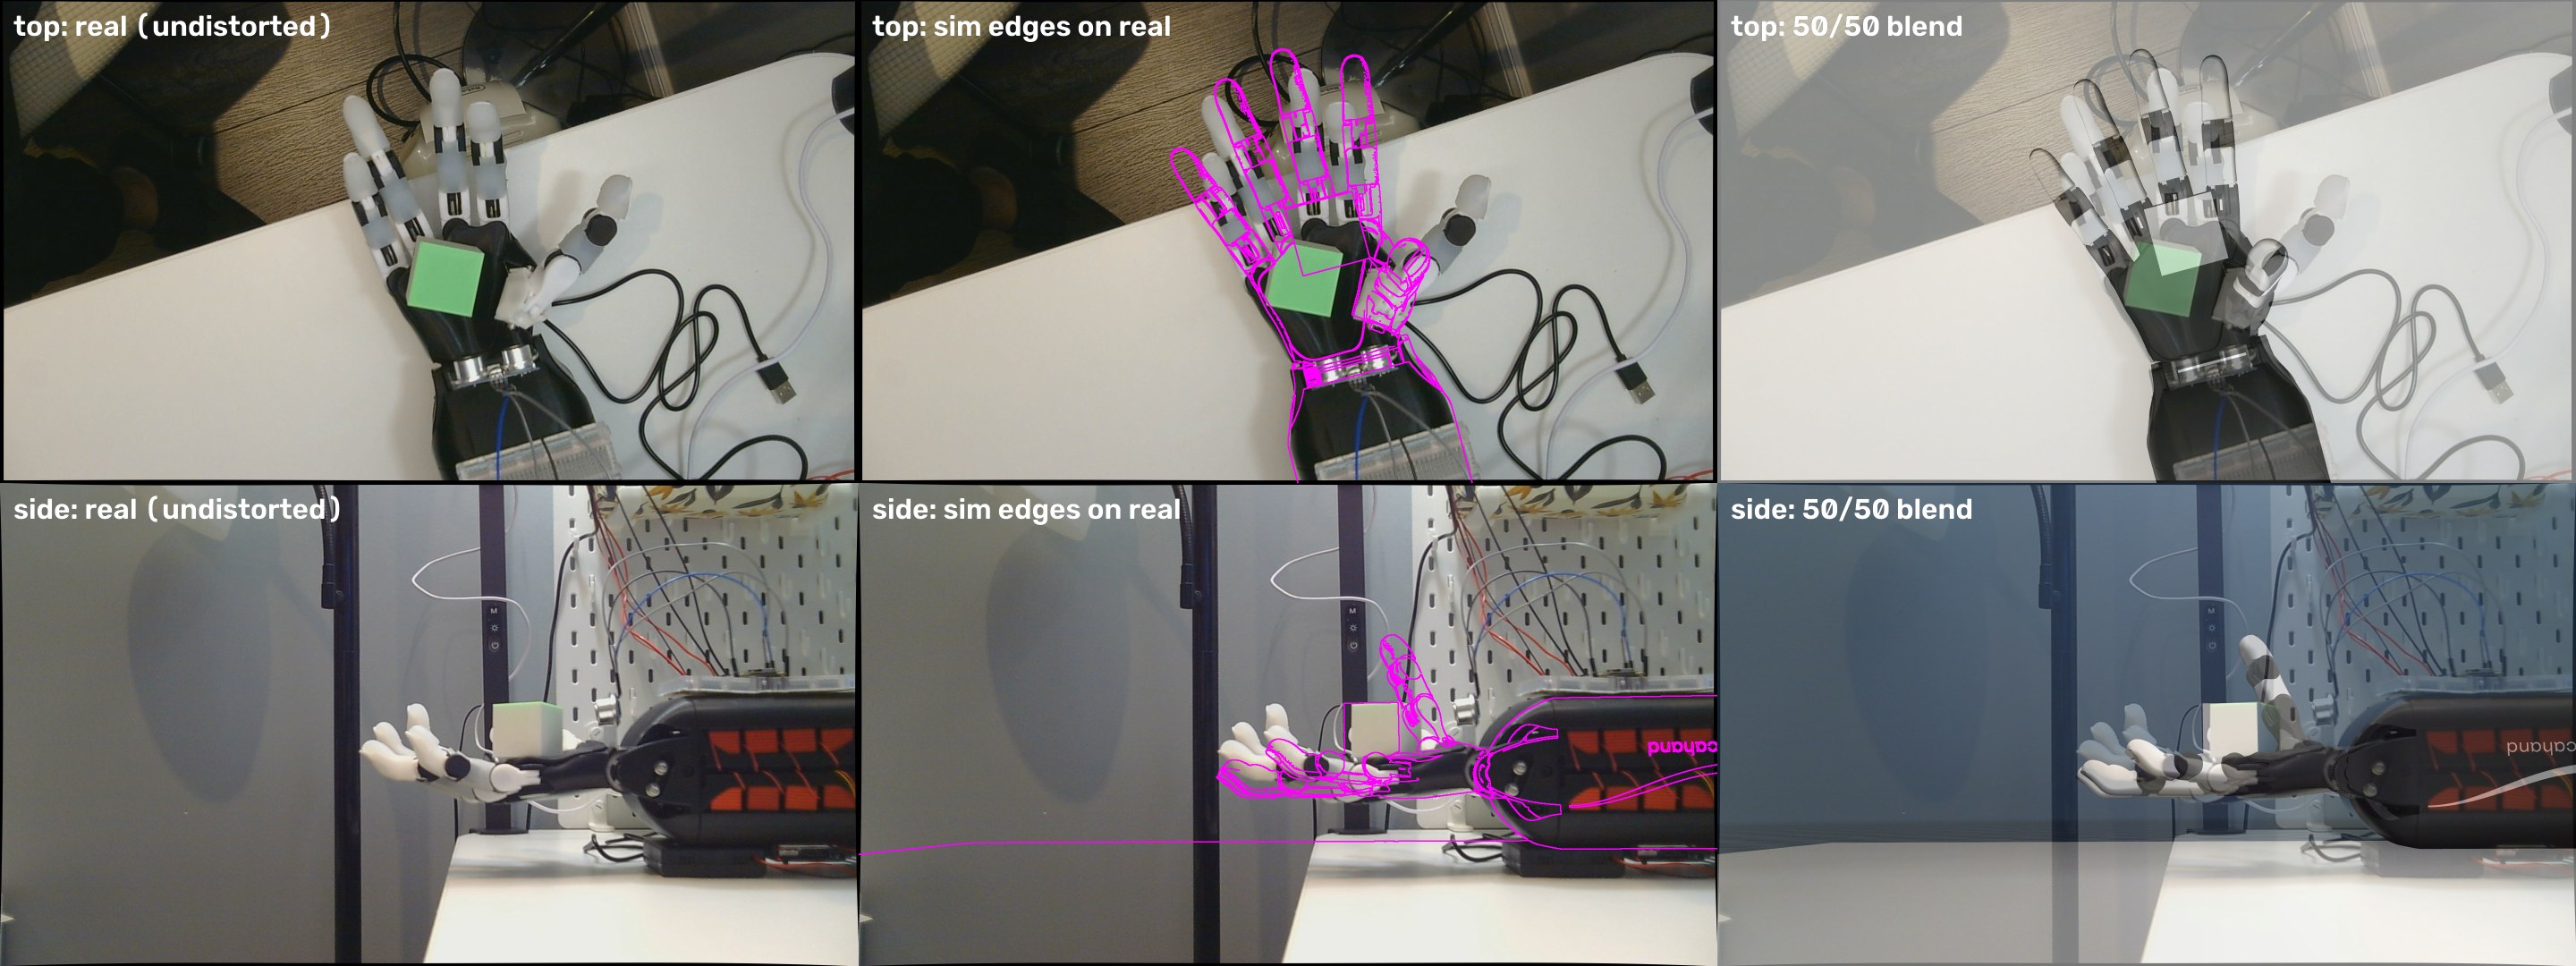 top: real (undistorted)
top: sim edges on real
top: 50/50 blend
side: real (undistorted)
side: sim edges on real
side: 50/50 blend
M
M
M